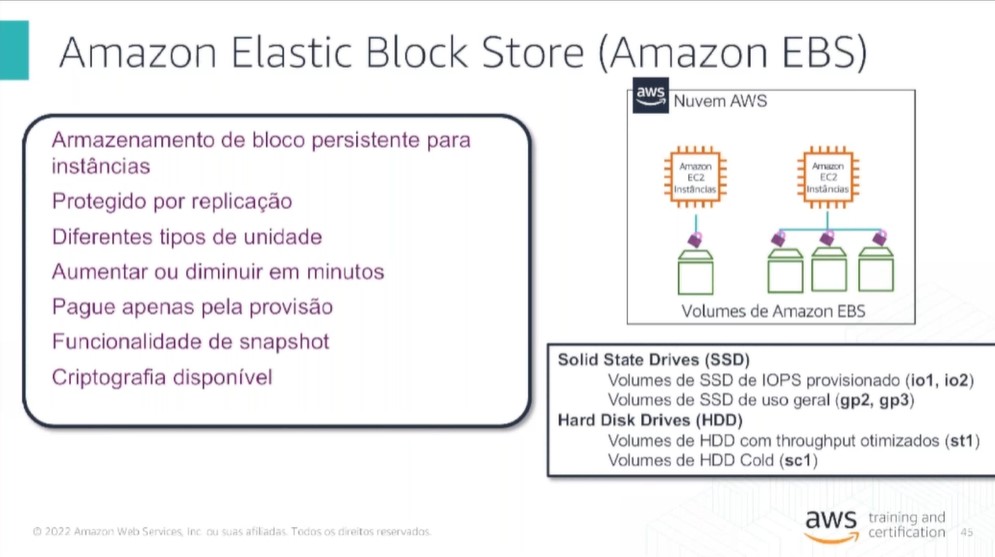 Amazon Elastic Block Store (Amazon EBS)
Armazenamento de bloco persistente para
instâncias
Protegido por replicação
Diferentes tipos de unidade
Aumentar ou diminuir em minutos
Pague apenas pela provisão
Funcionalidade de snapshot
Criptografia disponível
aws
Nuvem AWS
Amazon
EC2
Instâncias
Amazon
EC2
Instâncias
Volumes de Amazon EBS
Solid State Drives (SSD)
Volumes de SSD de IOPS provisionado (io1, io2)
Volumes de SSD de uso geral (gp2, gp3)
Hard Disk Drives (HDD)
Volumes de HDD com throughput otimizados (st1)
Volumes de HDD Cold (sc1)
© 2022 Amazon Web Services, Inc. ou suas afiliadas. Todos os direitos reservados.
aws
training and
certification
45